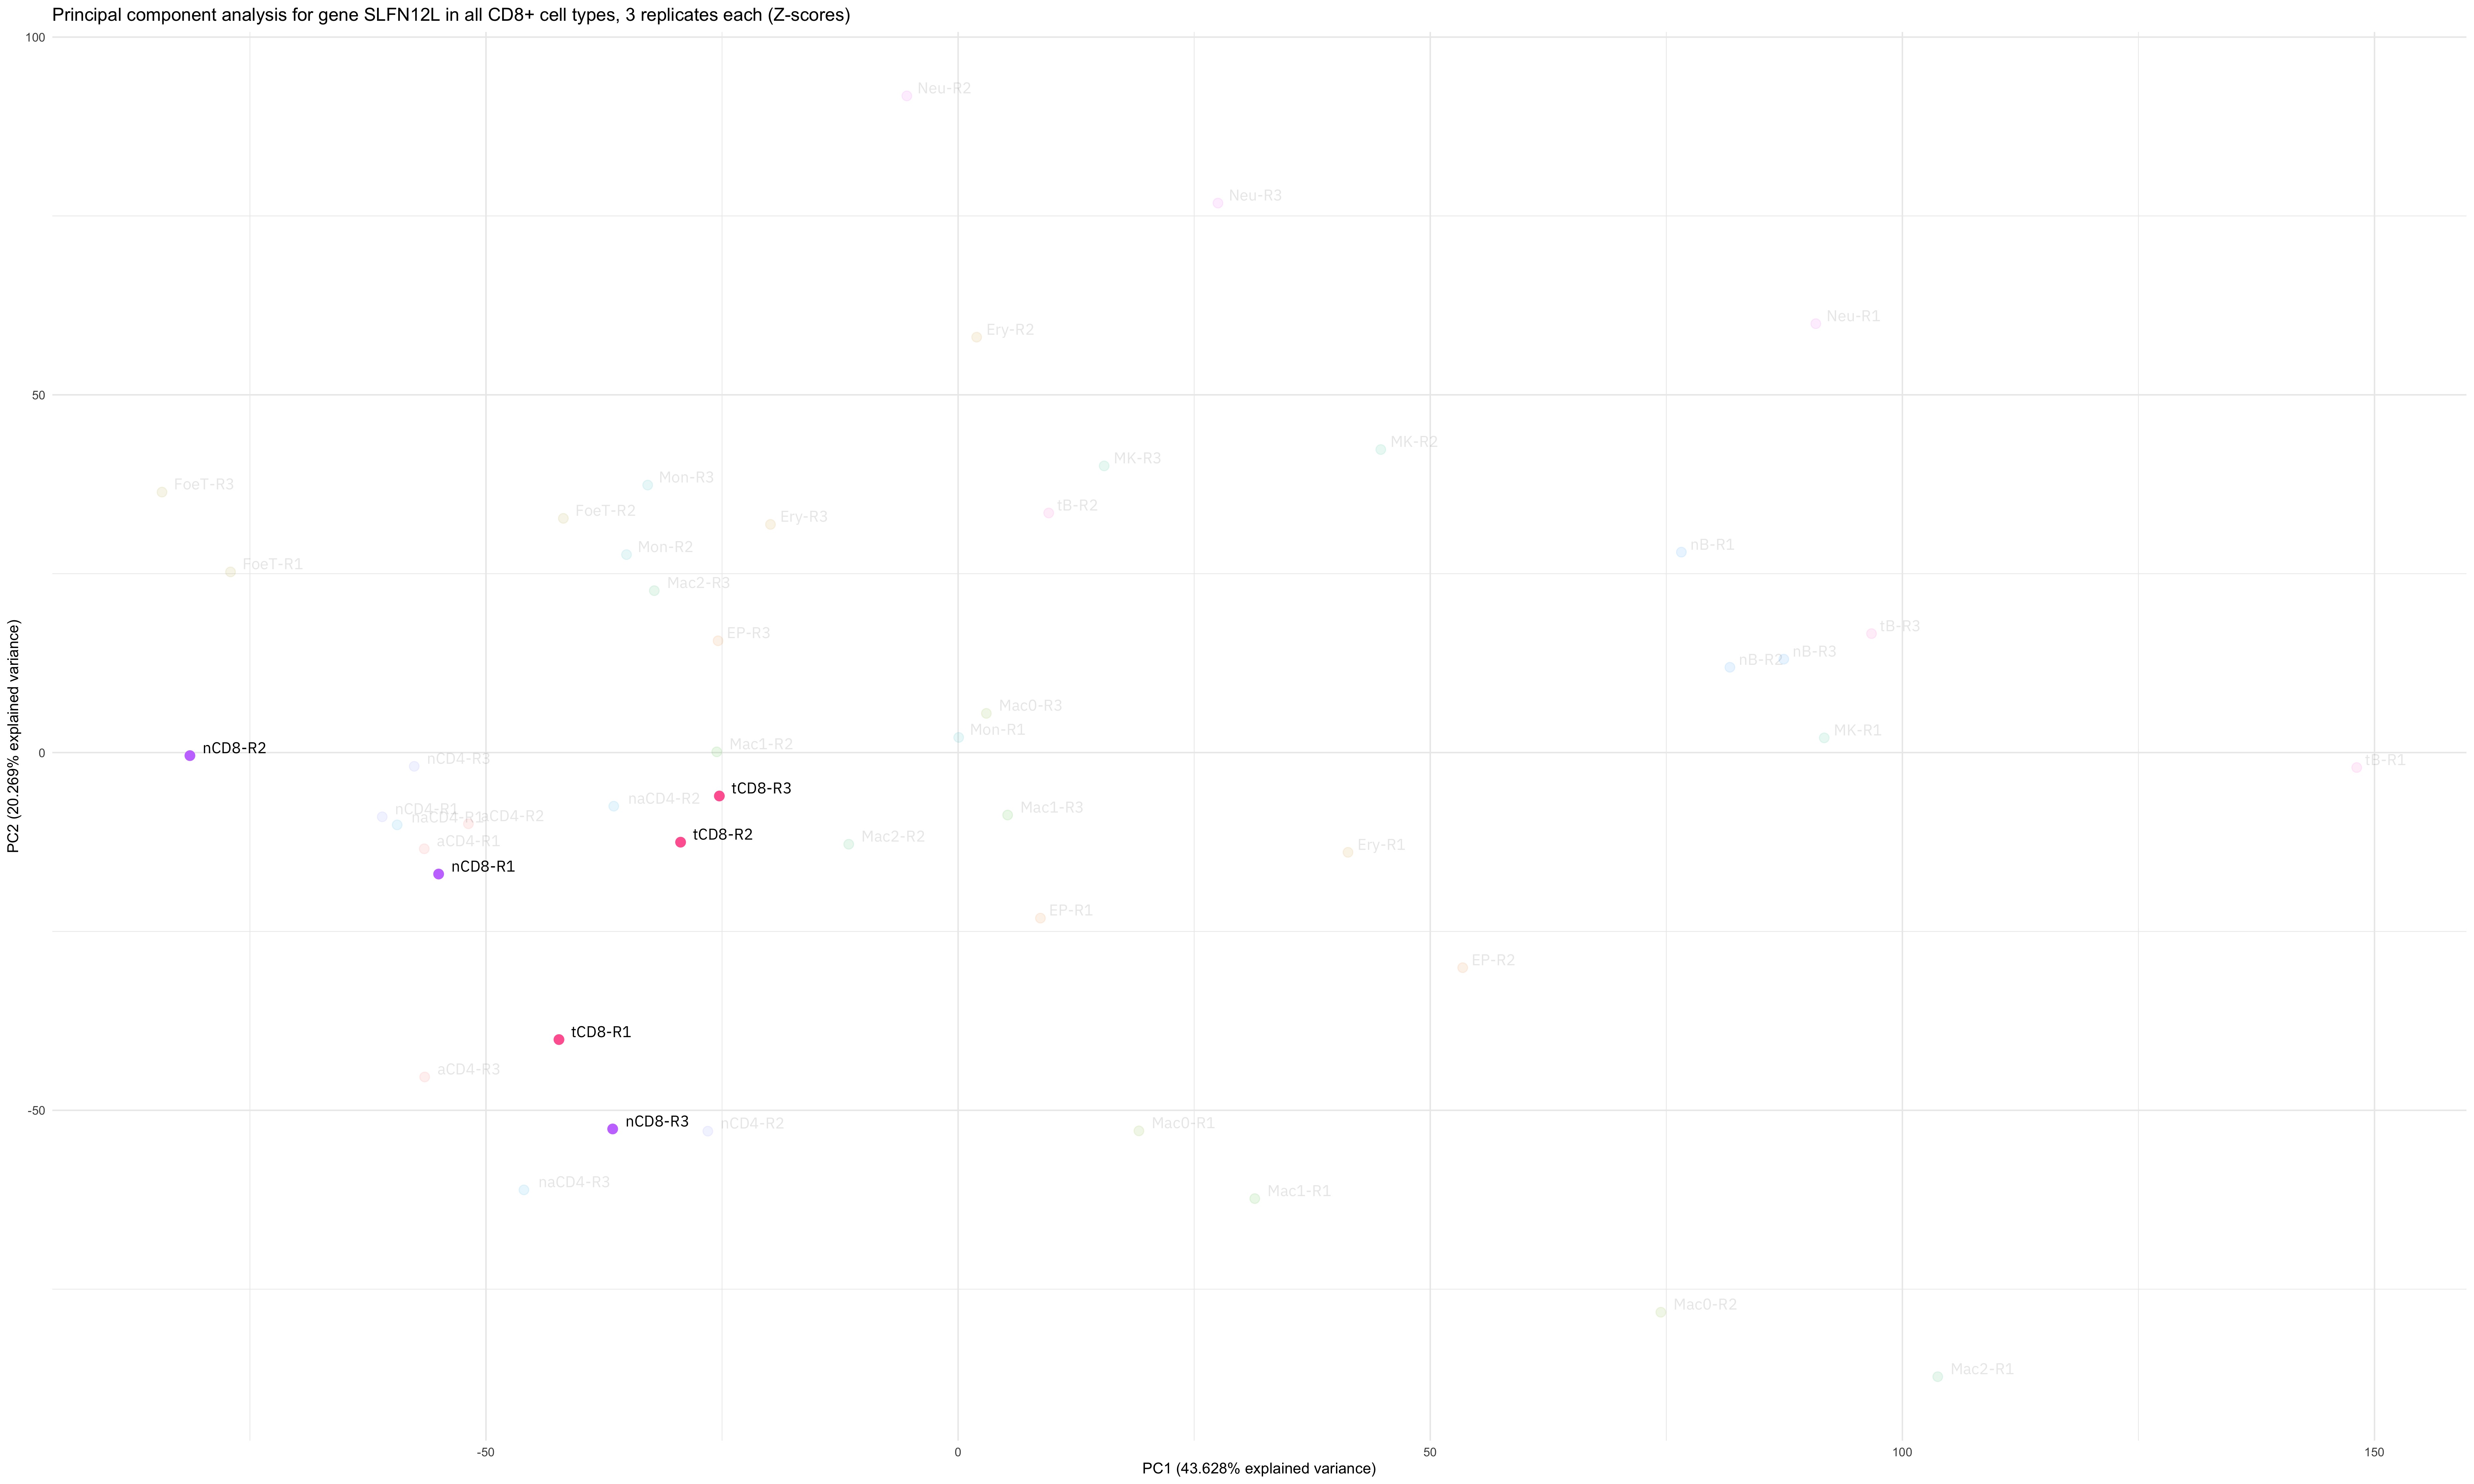 Principal component analysis for gene SLFN12L in all CD8+ cell types, 3 replicates each (Z-scores)
100
Neu-R2
Neu-R3
Neu-R1
Ery-R2
50
MK-R2
MK-R3
Mon-R3
FoeT-R3
tB-R2
FoeT-R2
Ery-R3
Mon-R2
nB-R1
FoeT-R1
Mac2-R3
EP-R3
tB-R3
nB-R2
nB-R3
Mac0-R3
Mon-R1
MK-R1
0
nCD8-R2
Mac1-R2
nCD4-R3
tB-R1
tCD8-R3
naCD4-R2
Mac1-R3
nCD4-R1
naCD4-R1
aCD4-R2
tCD8-R2
Mac2-R2
aCD4-R1
Ery-R1
nCD8-R1
EP-R1
EP-R2
tCD8-R1
aCD4-R3
-50
nCD8-R3
nCD4-R2
Mac0-R1
naCD4-R3
Mac1-R1
Mac0-R2
Mac2-R1
PC2 (20.269% explained variance)
-50
0
50
100
150
PC1 (43.628% explained variance)